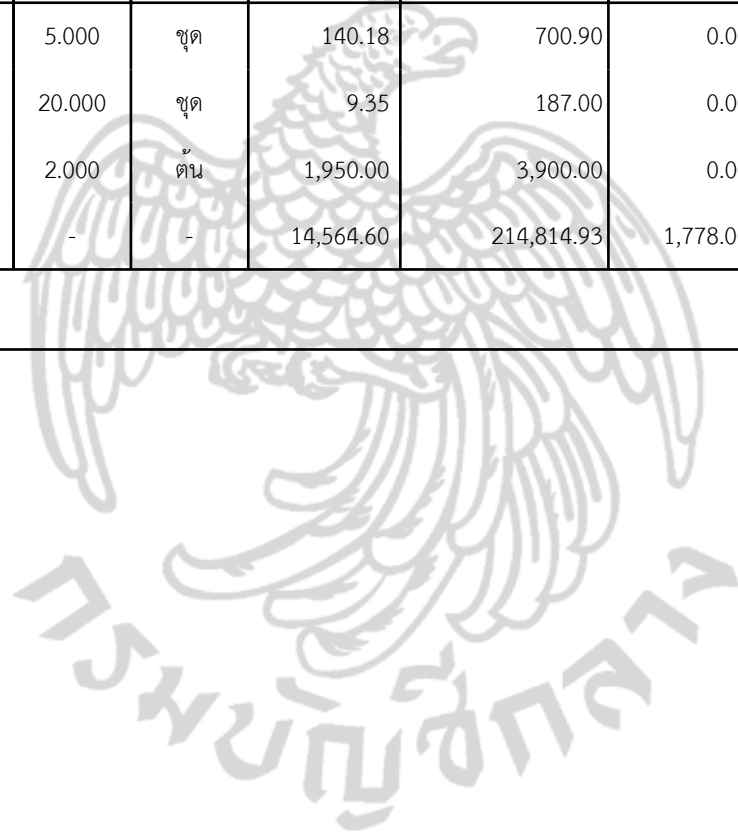 5.000 ชุด 140.18 700.90 0.0
20.000 ชุด 9.35 187.00 0.0
2.000 ต้น 1,950.00 3,900.00 0.0
- - 14,564.60 214,814.93 1,778.0
กรมบัญชีกลาง